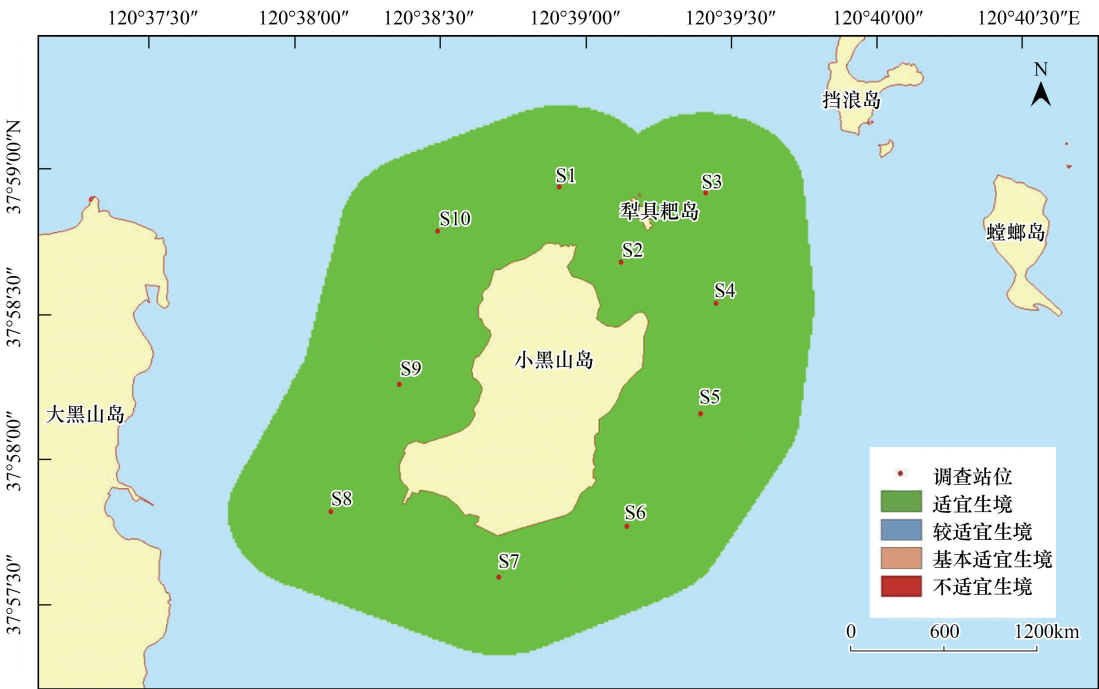 120°37′30″
120°38′00″
120°38′30″
120°39′00″
120°39′30″
120°40′00″
120°40′30″E
37°59′00″N
37°58′30″
37°58′00″
37°57′30″
N
挡浪岛
S1
S3
犁具耙岛
S10
螳螂岛
S2
S4
小黑山岛
S9
S5
大黑山岛
S8
S6
S7
调查站位
适宜生境
较适宜生境
基本适宜生境
不适宜生境
0 600 1200km